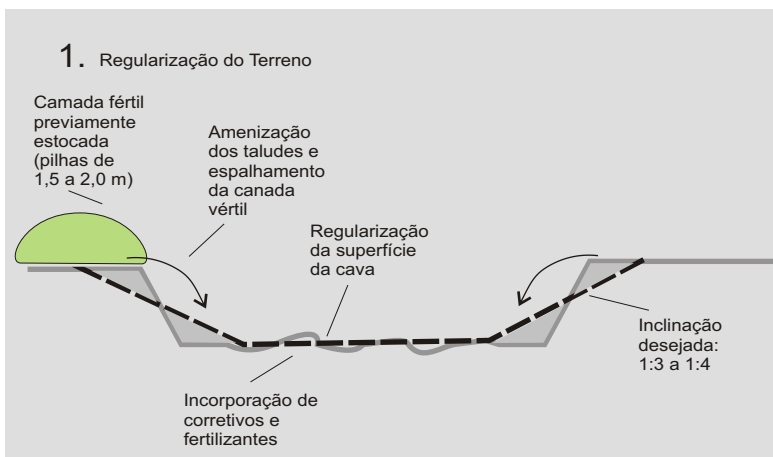 1. Regularização do Terreno
Camada fértil
previamente
estocada
(pilhas de
1,5 a 2,0 m)
Amenização
dos taludes e
espalhamento
da canada
vértil
Regularização
da superfície
da cava
Inclinação
desejada:
1:3 a 1:4
Incorporação de
corretivos e
fertilizantes